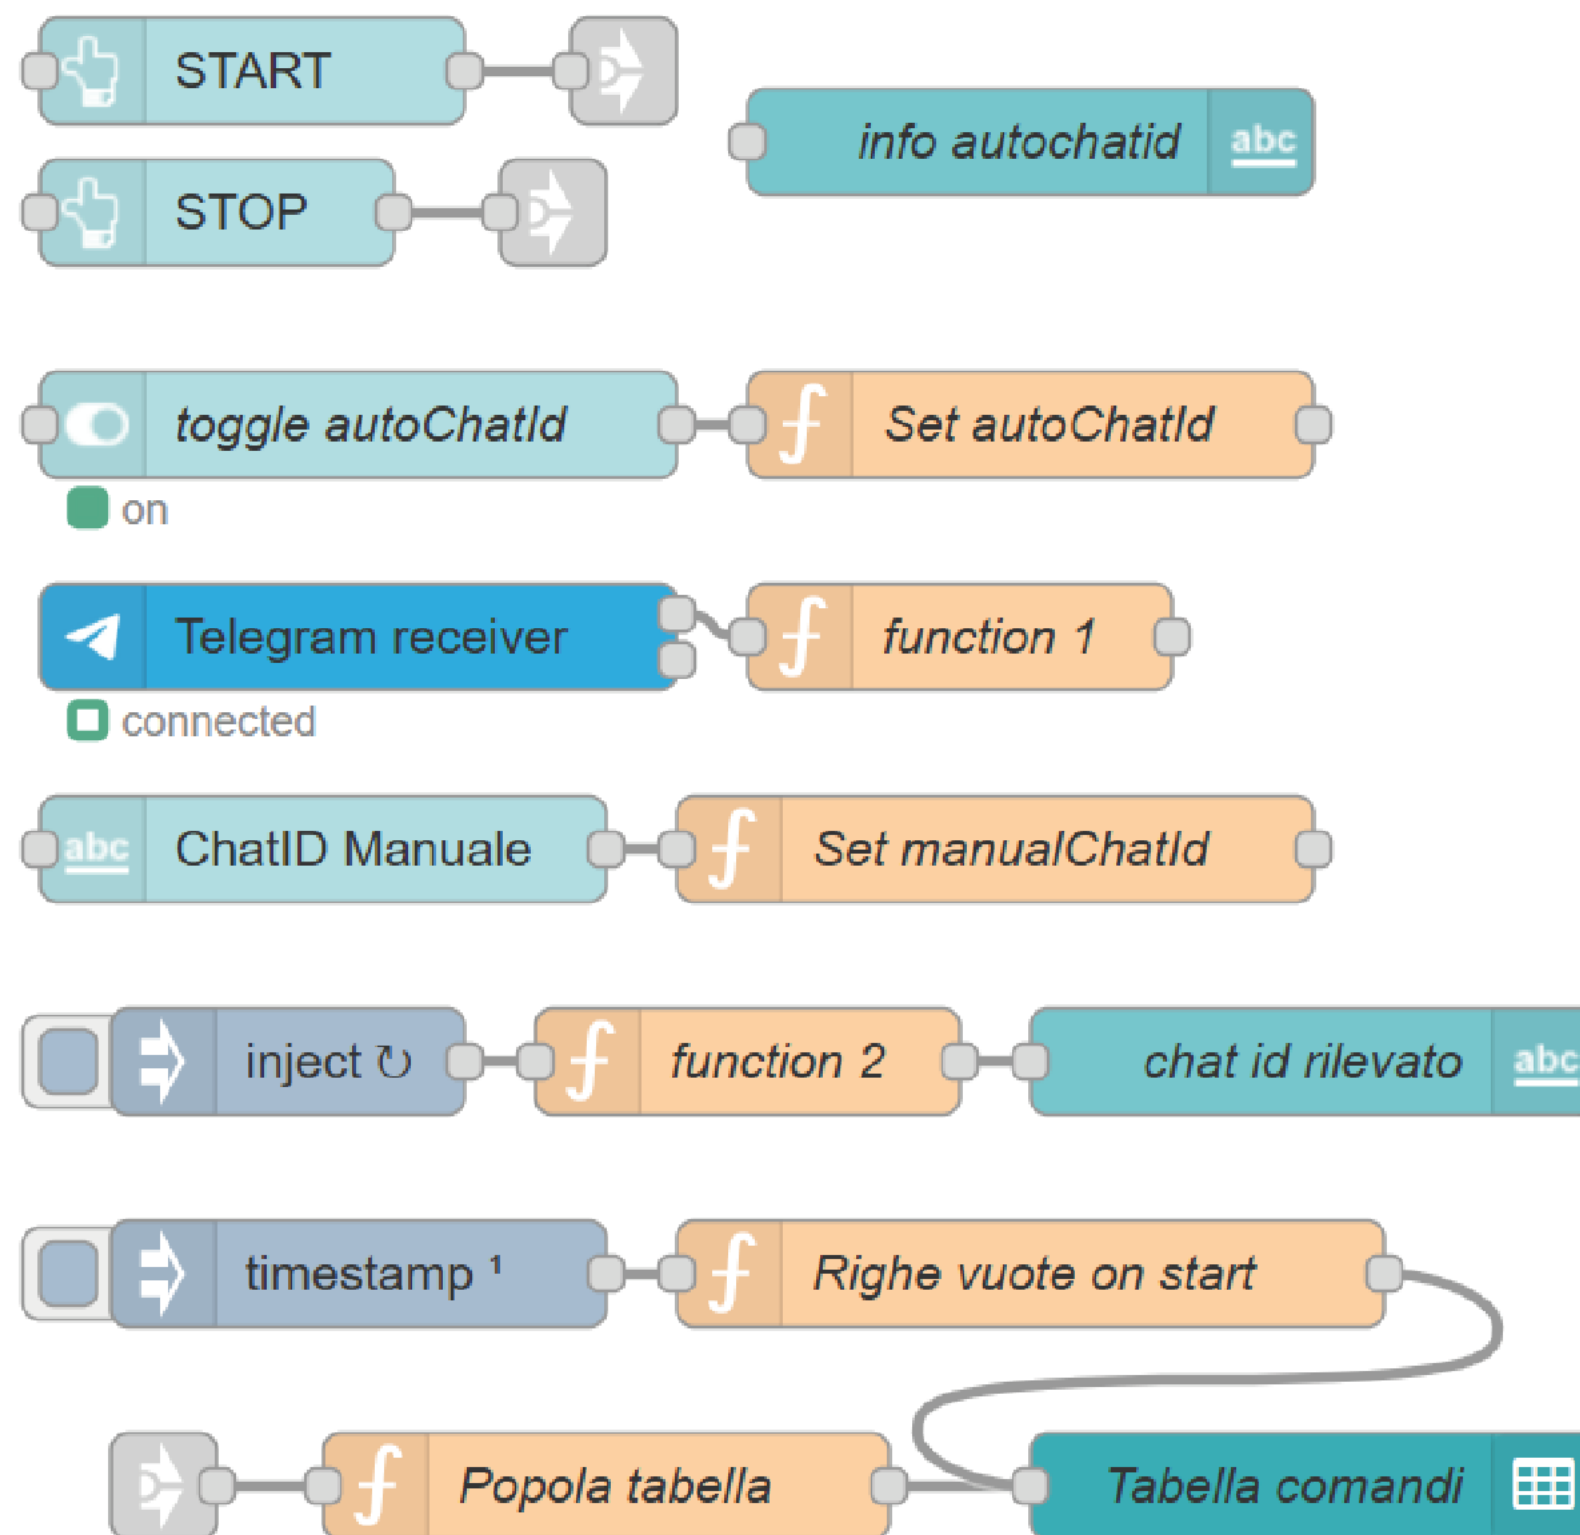 START
info autochatid abc
STOP
toggle autoChatId Set autoChatId
on
Telegram receiver function 1
connected
abc ChatID Manuale Set manualChatId
inject ↻ function 2 chat id rilevato abc
timestamp ¹ Righe vuote on start
Popola tabella Tabella comandi